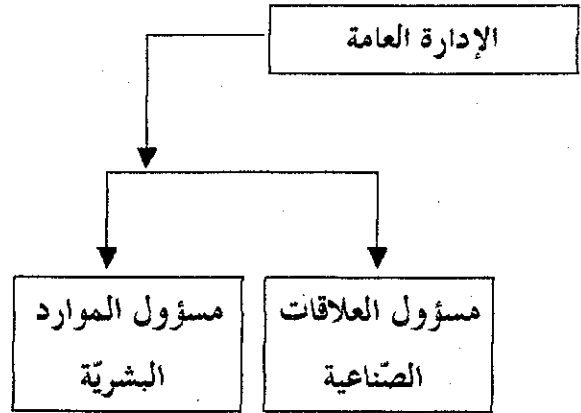 الإدارة العامة
مسؤول العلاقات
الصّناعية
مسؤول الموارد
البشريّة